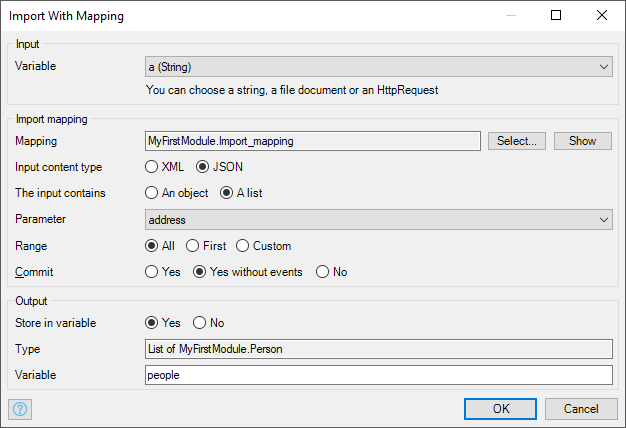 Import With Mapping
Input
Variable a (String)
You can choose a string, a file document or an HttpRequest
Import mapping
Mapping MyFirstModule.Import_mapping Select... Show
Input content type XML JSON
The input contains An object A list
Parameter address
Range All First Custom
Commit Yes Yes without events No
Output
Store in variable Yes No
Type List of MyFirstModule.Person
Variable people
? OK Cancel